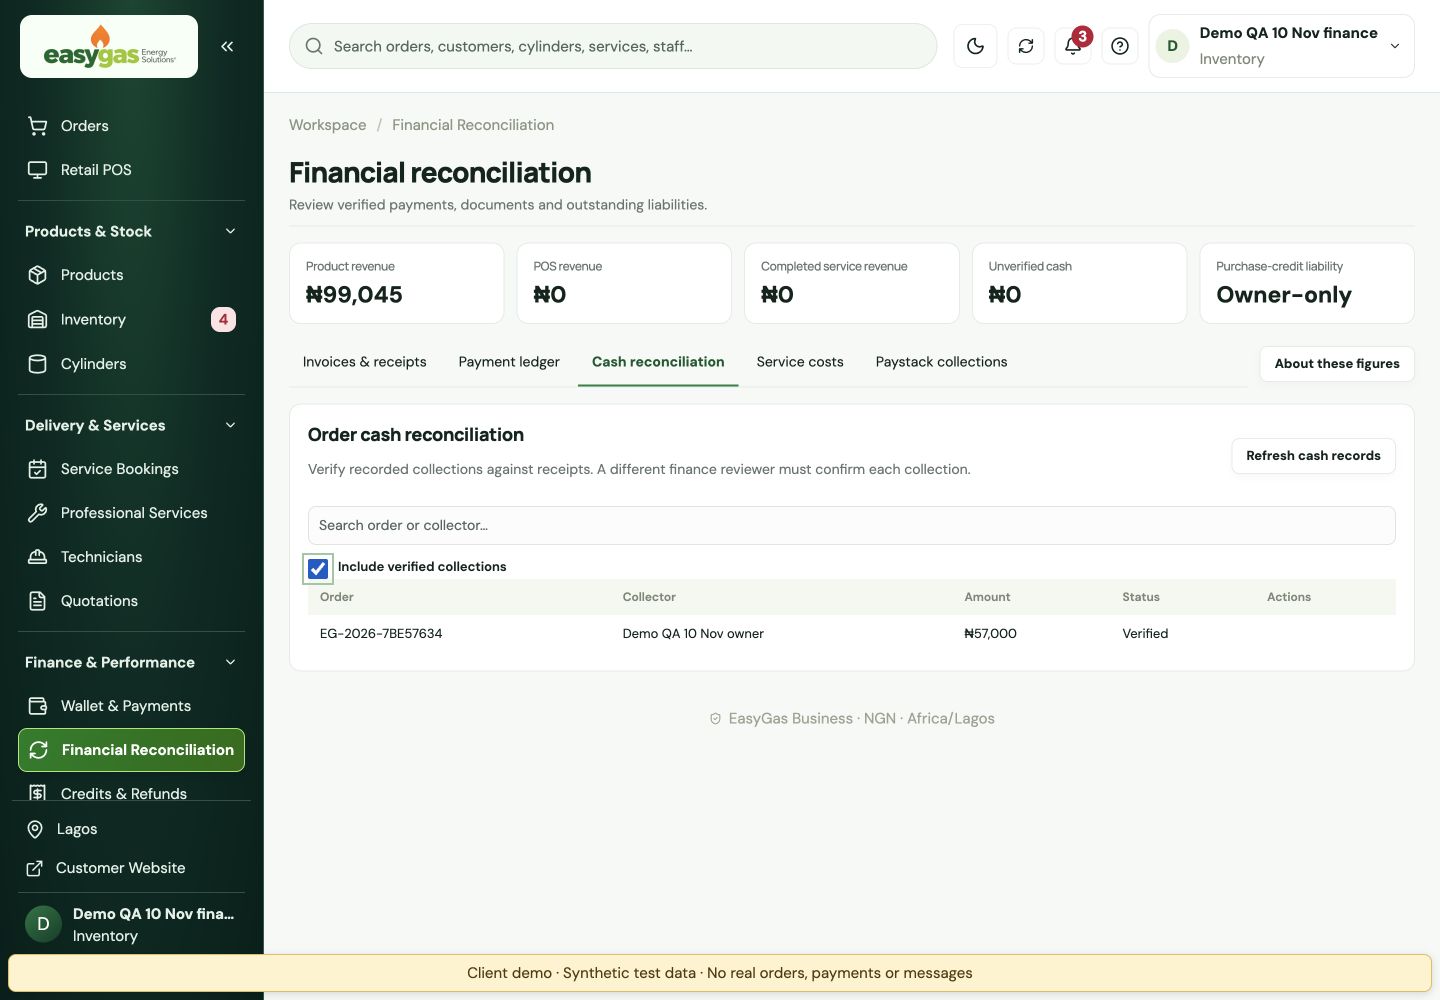 easygas Energy Solutions
Search orders, customers, cylinders, services, staff...
3
D
Demo QA 10 Nov finance
Inventory
Orders
Retail POS
Products & Stock
Products
Inventory
4
Cylinders
Delivery & Services
Service Bookings
Professional Services
Technicians
Quotations
Finance & Performance
Wallet & Payments
Financial Reconciliation
Credits & Refunds
Lagos
Customer Website
D
Demo QA 10 Nov fina...
Inventory
Workspace / Financial Reconciliation
Financial reconciliation
Review verified payments, documents and outstanding liabilities.
Product revenue
₦99,045
POS revenue
₦0
Completed service revenue
₦0
Unverified cash
₦0
Purchase-credit liability
Owner-only
Invoices & receipts Payment ledger Cash reconciliation Service costs Paystack collections
About these figures
Order cash reconciliation
Verify recorded collections against receipts. A different finance reviewer must confirm each collection.
Refresh cash records
Search order or collector...
Include verified collections
Order Collector Amount Status Actions
EG-2026-7BE57634 Demo QA 10 Nov owner ₦57,000 Verified
EasyGas Business · NGN · Africa/Lagos
Client demo · Synthetic test data · No real orders, payments or messages